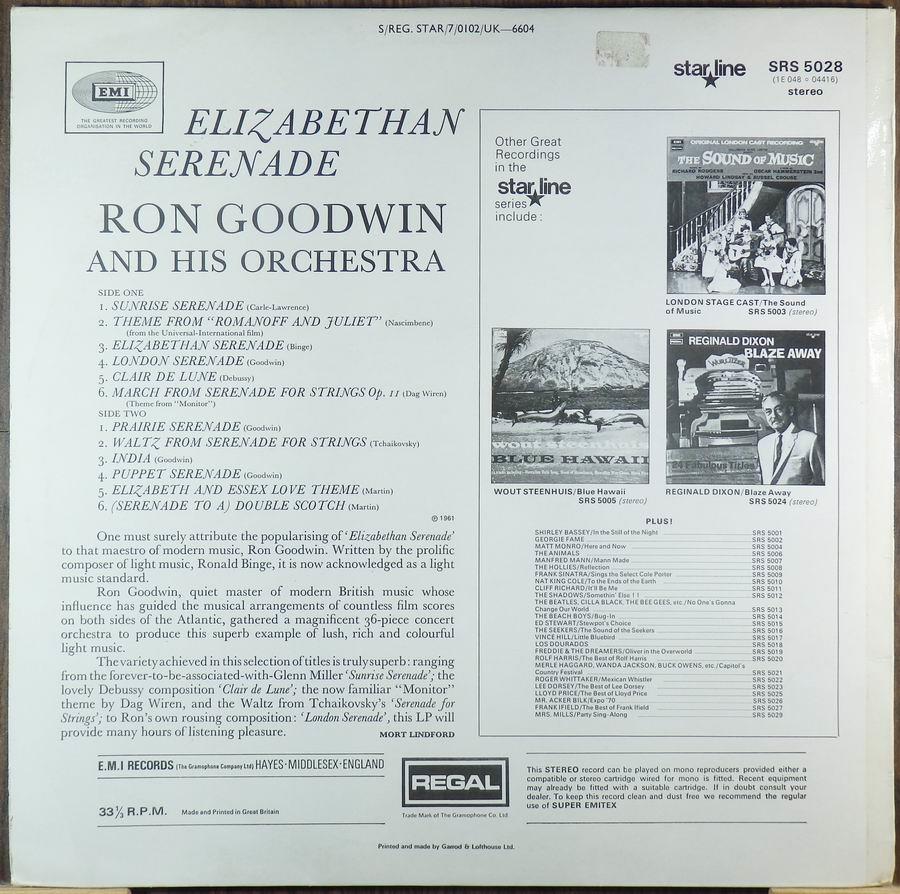 S/REG. STAR/7/0102/UK—6604
star line
SRS 5028
(1E 048 ○ 04416)
stereo
EMI
THE GREATEST RECORDING
ORGANISATION IN THE WORLD
ELIZABETHAN
SERENADE
RON GOODWIN
AND HIS ORCHESTRA
SIDE ONE
1. SUNRISE SERENADE (Carle-Lawrence)
2. THEME FROM “ROMANOFF AND JULIET” (Nascimbene)
(from the Universal-International film)
3. ELIZABETHAN SERENADE (Binge)
4. LONDON SERENADE (Goodwin)
5. CLAIR DE LUNE (Debussy)
6. MARCH FROM SERENADE FOR STRINGS Op. 11 (Dag Wiren)
(Theme from “Monitor”)
SIDE TWO
1. PRAIRIE SERENADE (Goodwin)
2. WALTZ FROM SERENADE FOR STRINGS (Tchaikovsky)
3. INDIA (Goodwin)
4. PUPPET SERENADE (Goodwin)
5. ELIZABETH AND ESSEX LOVE THEME (Martin)
6. (SERENADE TO A) DOUBLE SCOTCH (Martin)
℗ 1961
One must surely attribute the popularising of ‘Elizabethan Serenade’
to that maestro of modern music, Ron Goodwin. Written by the prolific
composer of light music, Ronald Binge, it is now acknowledged as a light
music standard.
Ron Goodwin, quiet master of modern British music whose
influence has guided the musical arrangements of countless film scores
on both sides of the Atlantic, gathered a magnificent 36-piece concert
orchestra to produce this superb example of lush, rich and colourful
light music.
The variety achieved in this selection of titles is truly superb: ranging
from the forever-to-be-associated-with-Glenn Miller ‘Sunrise Serenade’; the
lovely Debussy composition ‘Clair de Lune’; the now familiar “Monitor”
theme by Dag Wiren, and the Waltz from Tchaikovsky's ‘Serenade for
Strings’; to Ron's own rousing composition: ‘London Serenade’, this LP will
provide many hours of listening pleasure.
MORT LINDFORD
Other Great
Recordings
in the
star line
series
include :
ORIGINAL LONDON CAST RECORDING
THE SOUND OF MUSIC
RICHARD RODGERS
OSCAR HAMMERSTEIN 2nd
HOWARD LINDSAY & RUSSEL CROUSE
LONDON STAGE CAST/The Sound
of Music SRS 5003 (stereo)
wout steenhuis
BLUE HAWAII
WOUT STEENHUIS/Blue Hawaii
SRS 5005 (stereo)
REGINALD DIXON
BLAZE AWAY
WURLITZER
24 Fabulous Titles
REGINALD DIXON/Blaze Away
SRS 5024 (stereo)
PLUS!
SHIRLEY BASSEY/In the Still of the Night SRS 5001
GEORGIE FAME SRS 5002
MATT MONRO/Here and Now SRS 5004
THE ANIMALS SRS 5006
MANFRED MANN/Mann Made SRS 5007
THE HOLLIES/Reflection SRS 5008
FRANK SINATRA/Sings the Select Cole Porter SRS 5009
NAT KING COLE/To the Ends of the Earth SRS 5010
CLIFF RICHARD/It'll Be Me SRS 5011
THE SHADOWS/Somethin' Else ! ! SRS 5012
THE BEATLES, CILLA BLACK, THE BEE GEES, etc./No One's Gonna
Change Our World SRS 5013
THE BEACH BOYS/Bug-In SRS 5014
ED STEWART/Stewpot's Choice SRS 5015
THE SEEKERS/The Sound of the Seekers SRS 5016
VINCE HILL/Little Bluebird SRS 5017
LOS DOURADOS SRS 5018
FREDDIE & THE DREAMERS/Oliver in the Overworld SRS 5019
ROLF HARRIS/The Best of Rolf Harris SRS 5020
MERLE HAGGARD, WANDA JACKSON, BUCK OWENS, etc./Capitol's
Country Festival SRS 5021
ROGER WHITTAKER/Mexican Whistler SRS 5022
LEE DORSEY/The Best of Lee Dorsey SRS 5023
LLOYD PRICE/The Best of Lloyd Price SRS 5025
MR. ACKER BILK/Expo '70 SRS 5026
FRANK IFIELD/The Best of Frank Ifield SRS 5027
MRS. MILLS/Party Sing-Along SRS 5029
E.M.I RECORDS (The Gramophone Company Ltd) HAYES · MIDDLESEX · ENGLAND
33⅓ R.P.M. Made and Printed in Great Britain
REGAL
Trade Mark of The Gramophone Co. Ltd
This STEREO record can be played on mono reproducers provided either a
compatible or stereo cartridge wired for mono is fitted. Recent equipment
may already be fitted with a suitable cartridge. If in doubt consult your
dealer. To keep this record clean and dust free we recommend the regular
use of SUPER EMITEX
Printed and made by Garrod & Lofthouse Ltd.